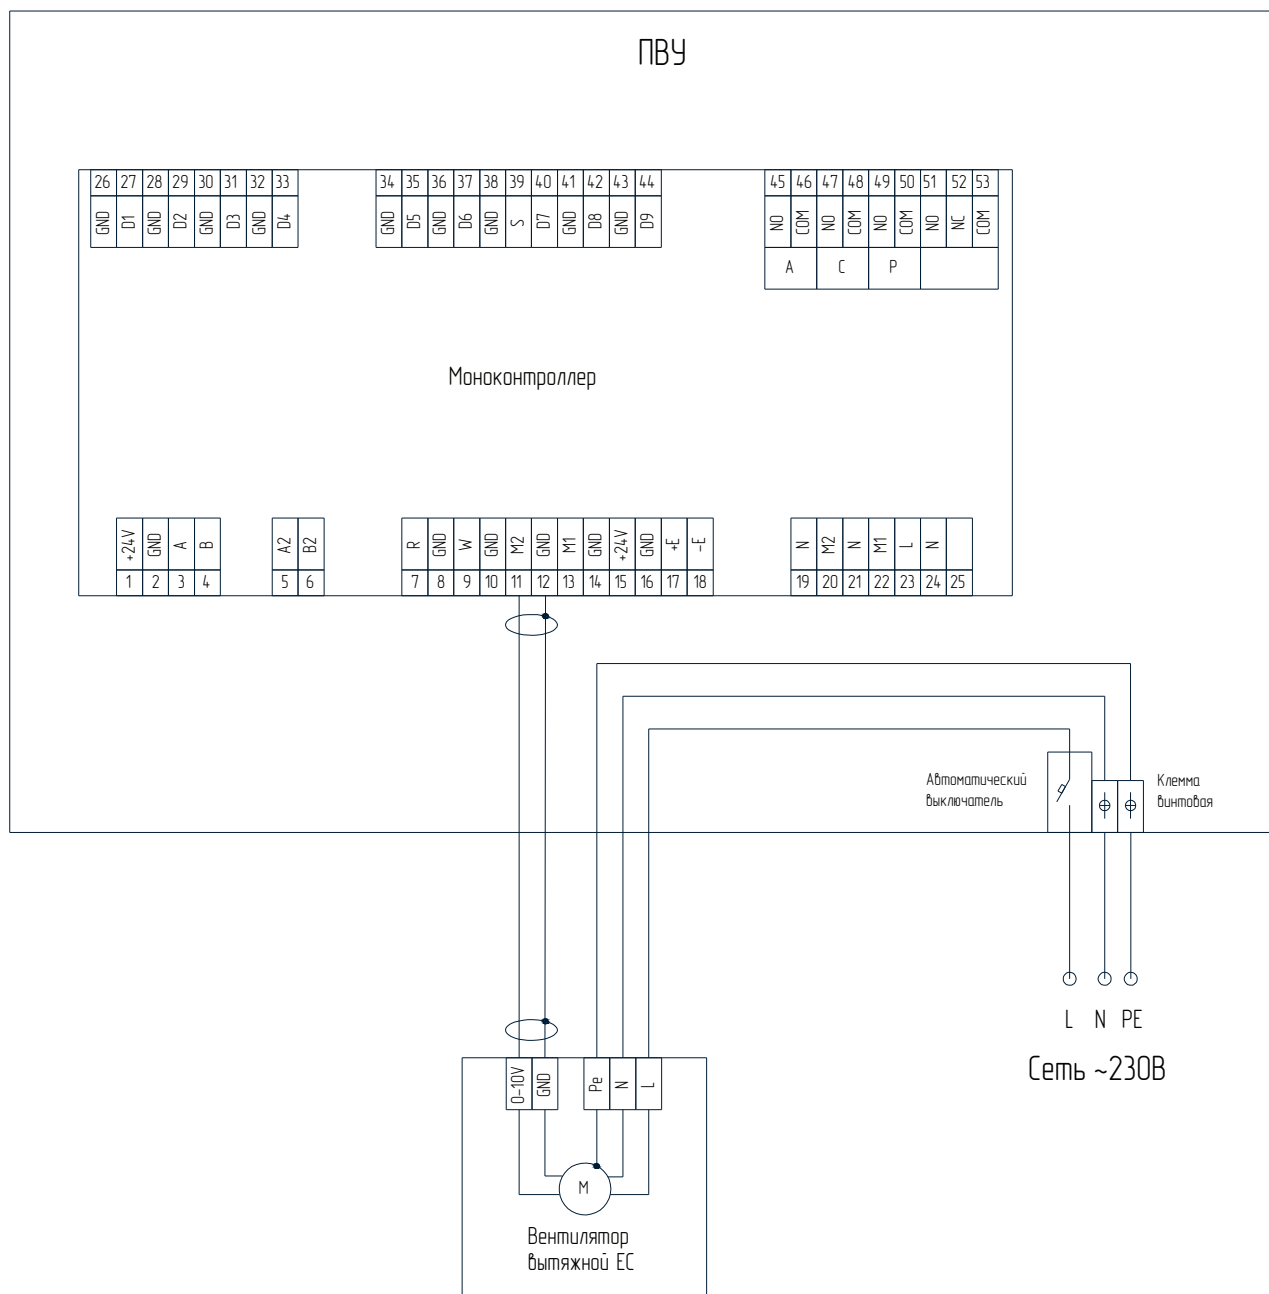 ПВУ
26 27 28 29 30 31 32 33 34 35 36 37 38 39 40 41 42 43 44 45 46 47 48 49 50 51 52 53
GND D1 GND D2 GND D3 GND D4 GND D5 GND D6 GND S D7 GND D8 GND D9 NO COM NO COM NO COM NO NC COM
A C P
Моноконтроллер
+24V GND A B A2 B2 R GND W GND M2 GND M1 GND +24V GND +E -E N M2 N M1 L N
1 2 3 4 5 6 7 8 9 10 11 12 13 14 15 16 17 18 19 20 21 22 23 24 25
Автоматический
выключатель
Клемма
винтовая
L N PE
Сеть ~230В
0-10V GND Pe N L
M
Вентилятор
вытяжной ЕС